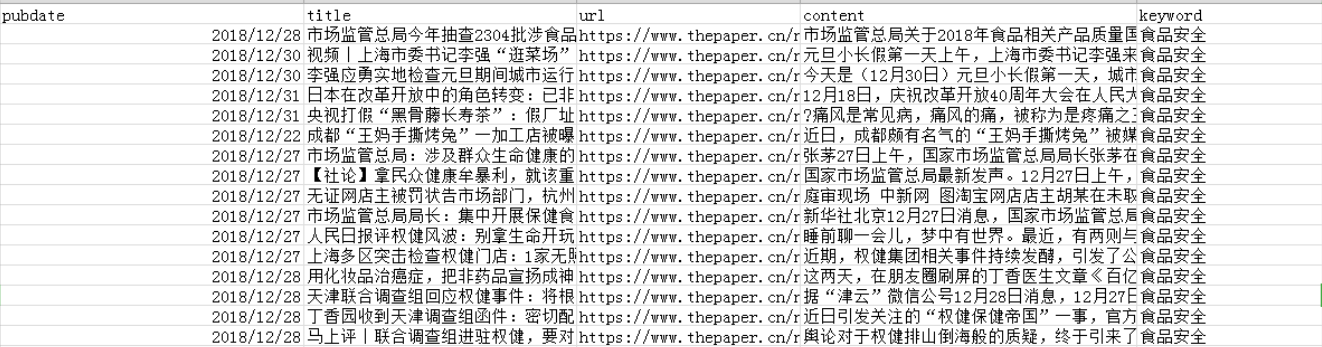 pubdate title url content keyword
2018/12/28 市场监管总局今年抽查2304批涉食品 https://www.thepaper.cn/r 市场监管总局关于2018年食品相关产品质量国 食品安全
2018/12/30 视频丨上海市委书记李强“逛菜场” https://www.thepaper.cn/r 元旦小长假第一天上午，上海市委书记李强来 食品安全
2018/12/30 李强应勇实地检查元旦期间城市运行 https://www.thepaper.cn/r 今天是（12月30日）元旦小长假第一天，城市 食品安全
2018/12/31 日本在改革开放中的角色转变：已非 https://www.thepaper.cn/r 12月18日，庆祝改革开放40周年大会在人民大 食品安全
2018/12/31 央视打假“黑骨藤长寿茶”：假厂址 https://www.thepaper.cn/r ?痛风是常见病，痛风的痛，被称为是疼痛之 食品安全
2018/12/22 成都“王妈手撕烤兔”一加工店被曝 https://www.thepaper.cn/r 近日，成都颇有名气的“王妈手撕烤兔”被媒 食品安全
2018/12/27 市场监管总局：涉及群众生命健康的 https://www.thepaper.cn/r 张茅27日上午，国家市场监管总局局长张茅在 食品安全
2018/12/27 【社论】拿民众健康牟暴利，就该重 https://www.thepaper.cn/r 国家市场监管总局最新发声。12月27日上午， 食品安全
2018/12/27 无证网店主被罚状告市场部门，杭州 https://www.thepaper.cn/r 庭审现场 中新网 图淘宝网店店主胡某在未取 食品安全
2018/12/27 市场监管总局局长：集中开展保健食 https://www.thepaper.cn/r 新华社北京12月27日消息，国家市场监管总局 食品安全
2018/12/27 人民日报评权健风波：别拿生命开玩 https://www.thepaper.cn/r 睡前聊一会儿，梦中有世界。最近，有两则与 食品安全
2018/12/27 上海多区突击检查权健门店：1家无照 https://www.thepaper.cn/r 近期，权健集团相关事件持续发酵，引发了公 食品安全
2018/12/28 用化妆品治癌症，把非药品宣扬成神 https://www.thepaper.cn/r 这两天，在朋友圈刷屏的丁香医生文章《百亿 食品安全
2018/12/28 天津联合调查组回应权健事件：将根 https://www.thepaper.cn/r 据“津云”微信公号12月28日消息，12月27日 食品安全
2018/12/28 丁香园收到天津调查组函件：密切配 https://www.thepaper.cn/r 近日引发关注的“权健保健帝国”一事，官方 食品安全
2018/12/28 马上评丨联合调查组进驻权健，要对 https://www.thepaper.cn/r 舆论对于权健排山倒海般的质疑，终于引来了 食品安全